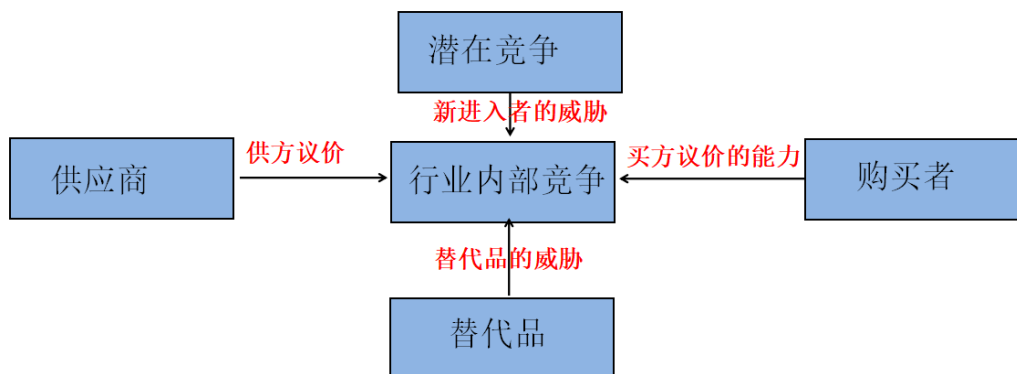 潜在竞争
新进入者的威胁
供方议价
买方议价的能力
供应商
行业内部竞争
购买者
替代品的威胁
替代品